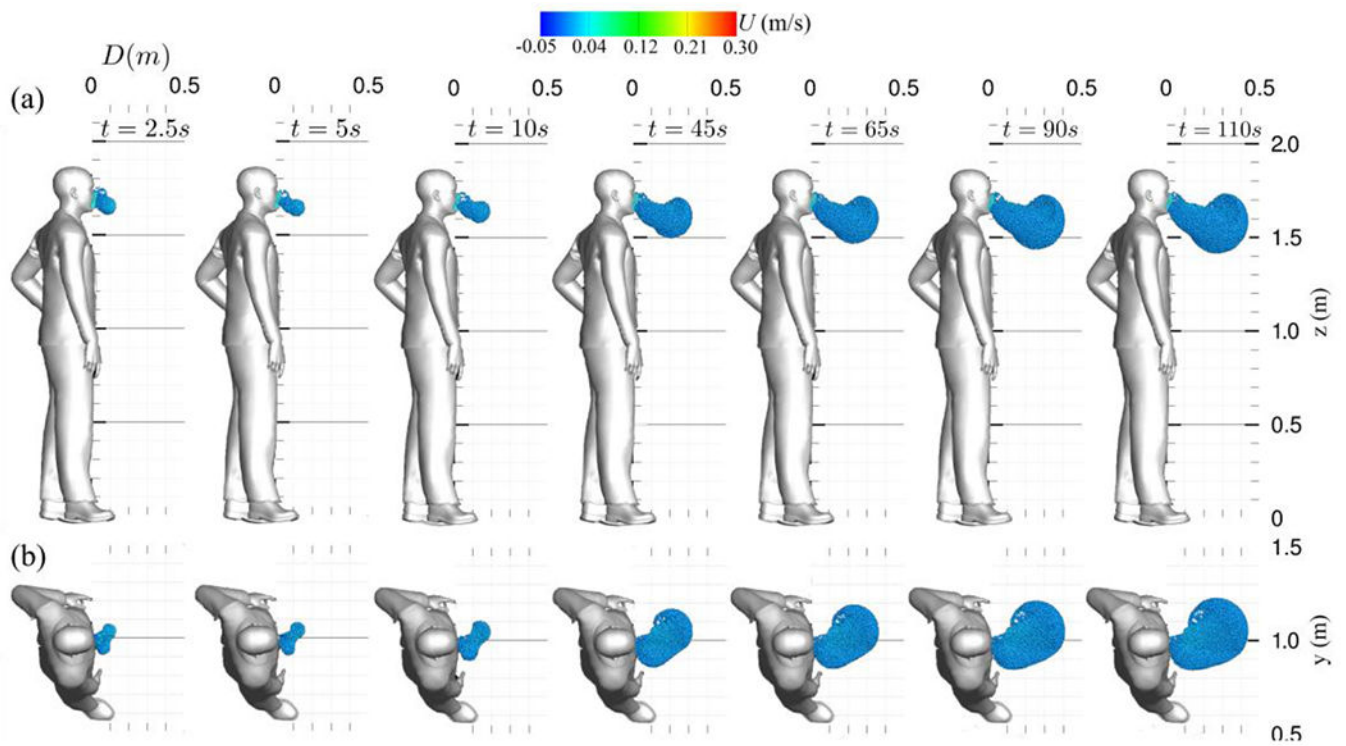 U (m/s)
-0.05 0.04 0.12 0.21 0.30
D(m)
0 0.5 0 0.5 0 0.5 0 0.5 0 0.5 0 0.5 0 0.5
(a)
t = 2.5s t = 5s t = 10s t = 45s t = 65s t = 90s t = 110s
2.0
1.5
1.0
z (m)
0.5
0
(b)
1.5
1.0
y (m)
0.5